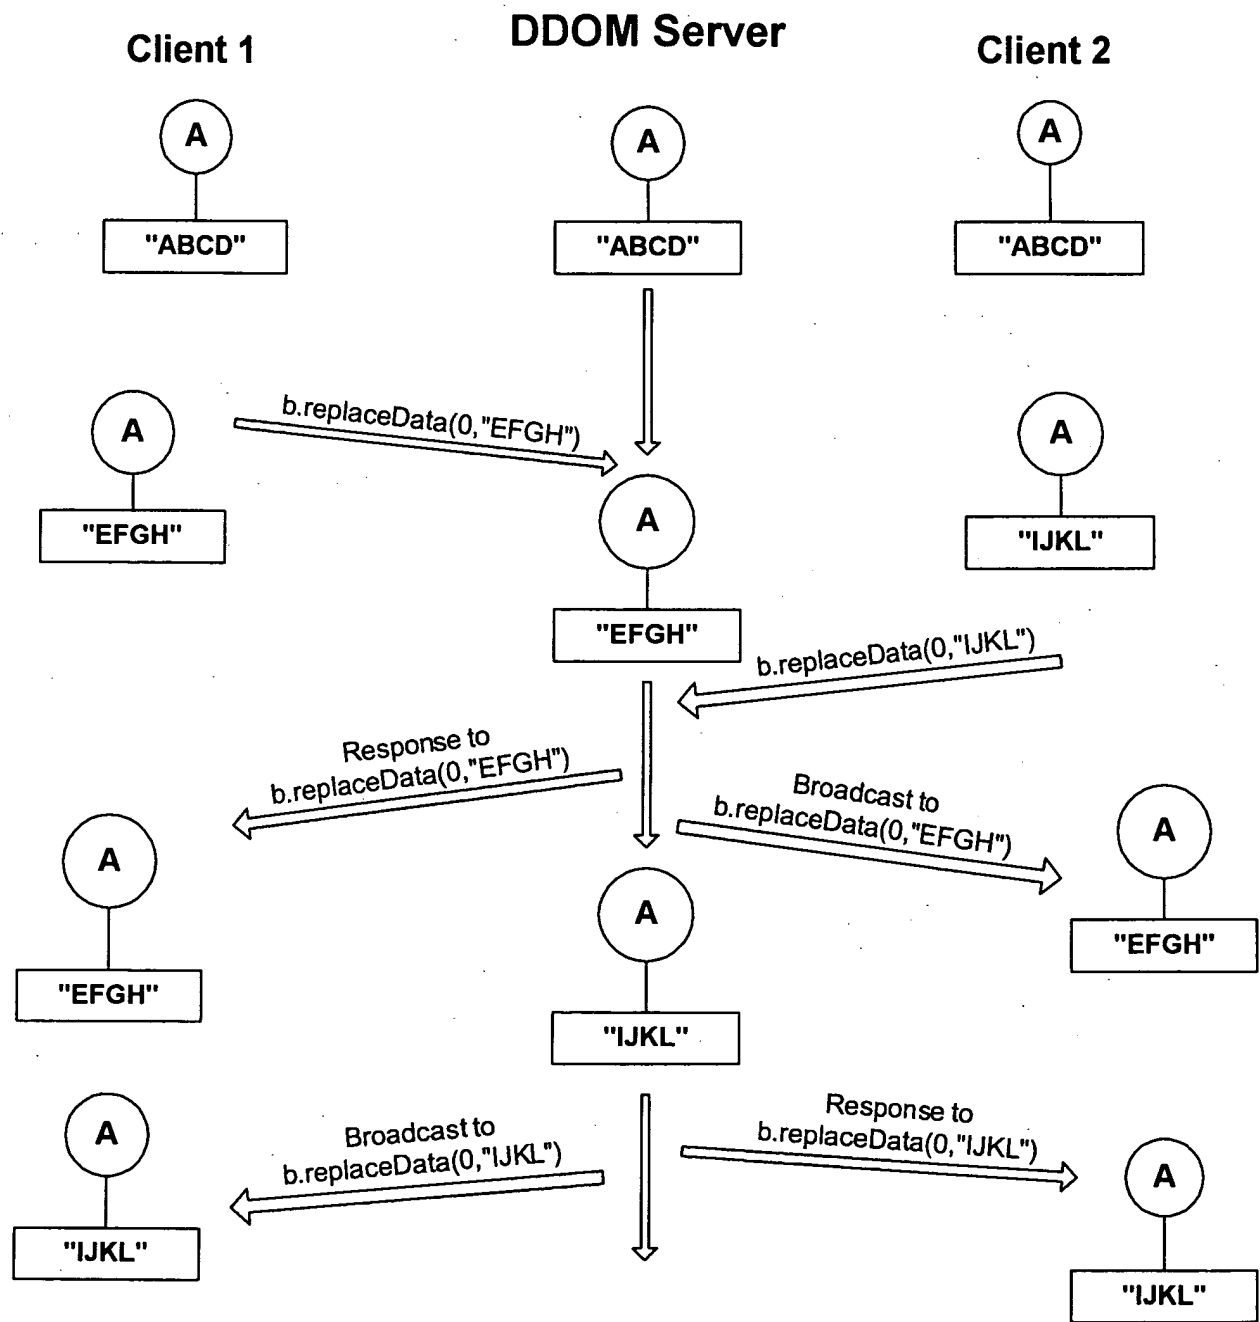 DDOM Server
Client 1
Client 2
A
A
A
"ABCD"
"ABCD"
"ABCD"
b.replaceData(0,"EFGH")
A
A
A
"EFGH"
"IJKL"
"EFGH"
b.replaceData(0,"IJKL")
Response to
b.replaceData(0,"EFGH")
Broadcast to
b.replaceData(0,"EFGH")
A
A
A
"EFGH"
"EFGH"
"IJKL"
A
Broadcast to
b.replaceData(0,"IJKL")
Response to
b.replaceData(0,"IJKL")
A
"IJKL"
"IJKL"